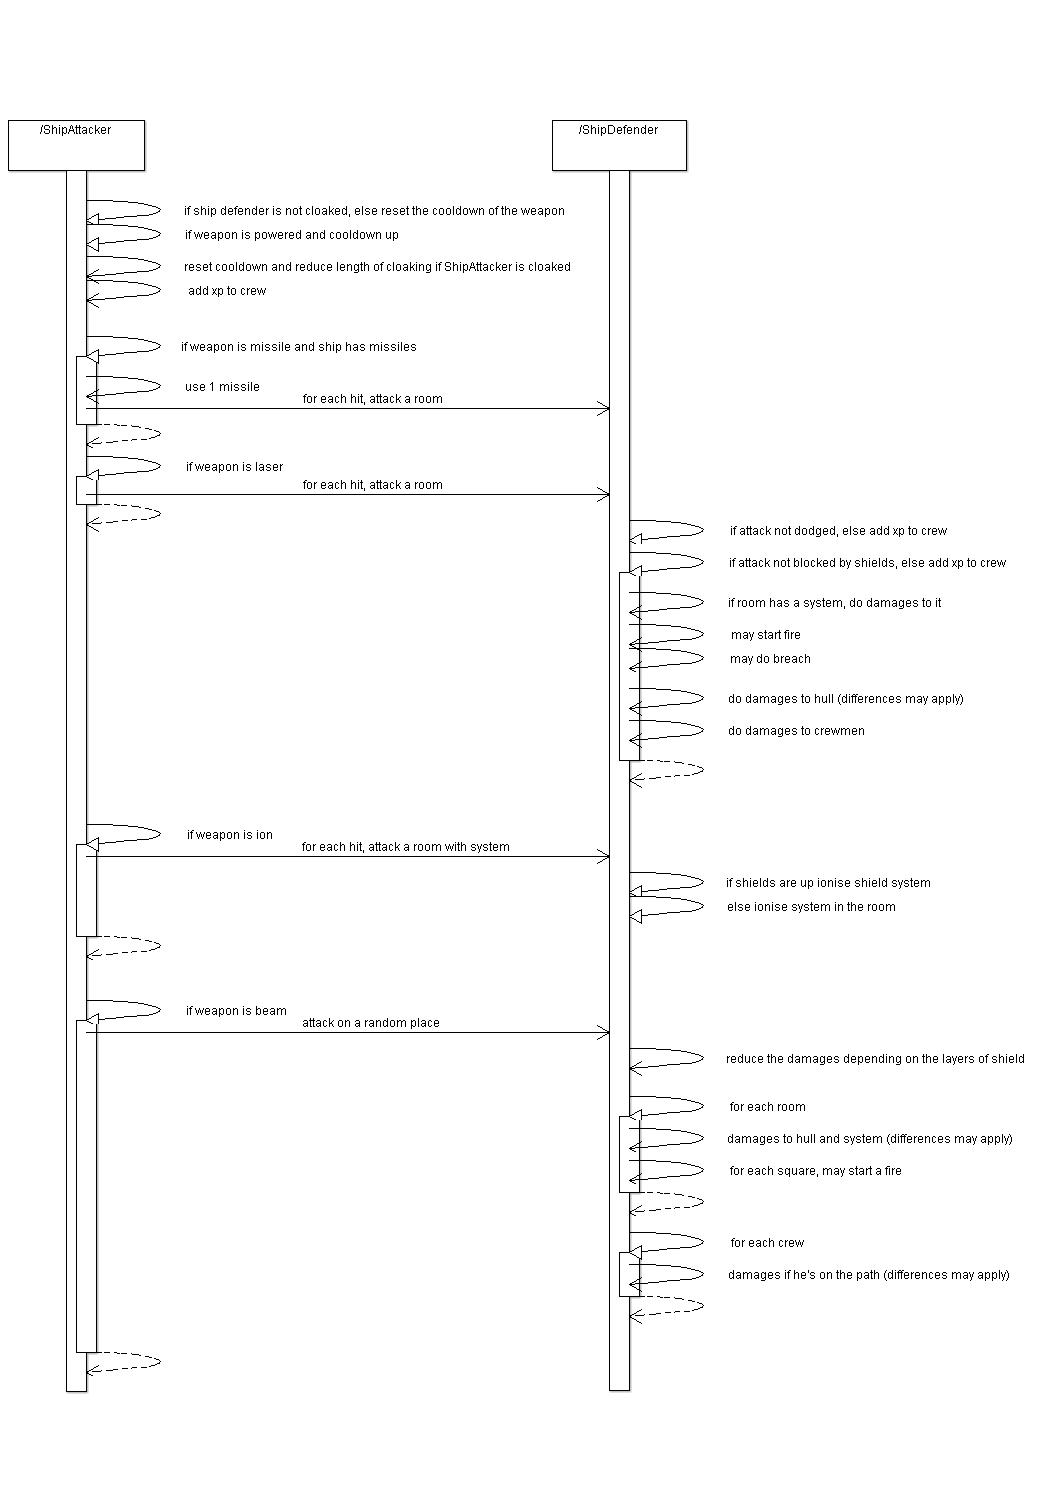 /ShipAttacker
/ShipDefender
if ship defender is not cloaked, else reset the cooldown of the weapon
if weapon is powered and cooldown up
reset cooldown and reduce length of cloaking if ShipAttacker is cloaked
add xp to crew
if weapon is missile and ship has missiles
use 1 missile
for each hit, attack a room
if weapon is laser
for each hit, attack a room
if attack not dodged, else add xp to crew
if attack not blocked by shields, else add xp to crew
if room has a system, do damages to it
may start fire
may do breach
do damages to hull (differences may apply)
do damages to crewmen
if weapon is ion
for each hit, attack a room with system
if shields are up ionise shield system
else ionise system in the room
if weapon is beam
attack on a random place
reduce the damages depending on the layers of shield
for each room
damages to hull and system (differences may apply)
for each square, may start a fire
for each crew
damages if he's on the path (differences may apply)